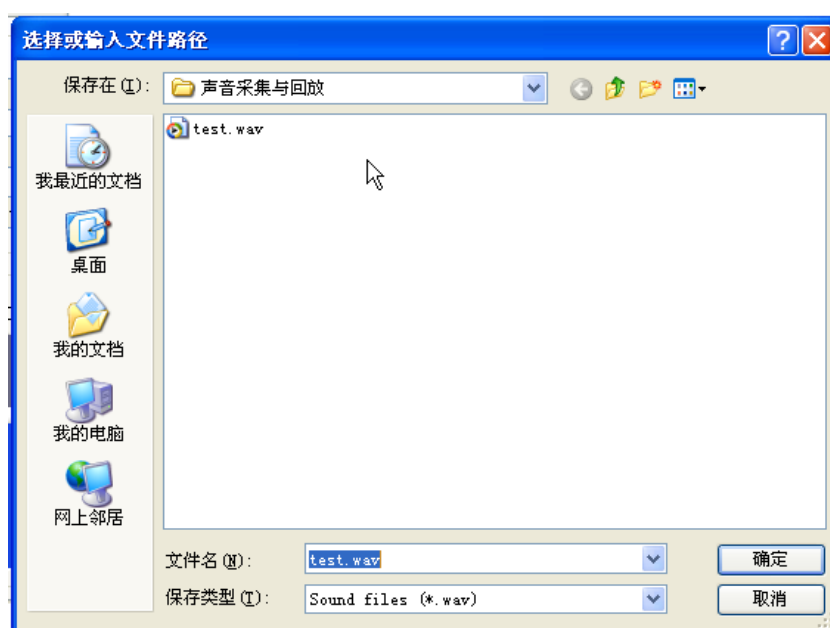 选择或输入文件路径
保存在(I):
声音采集与回放
test.wav
我最近的文档
桌面
我的文档
我的电脑
网上邻居
文件名(N):
test.wav
确定
保存类型(T):
Sound files (*.wav)
取消